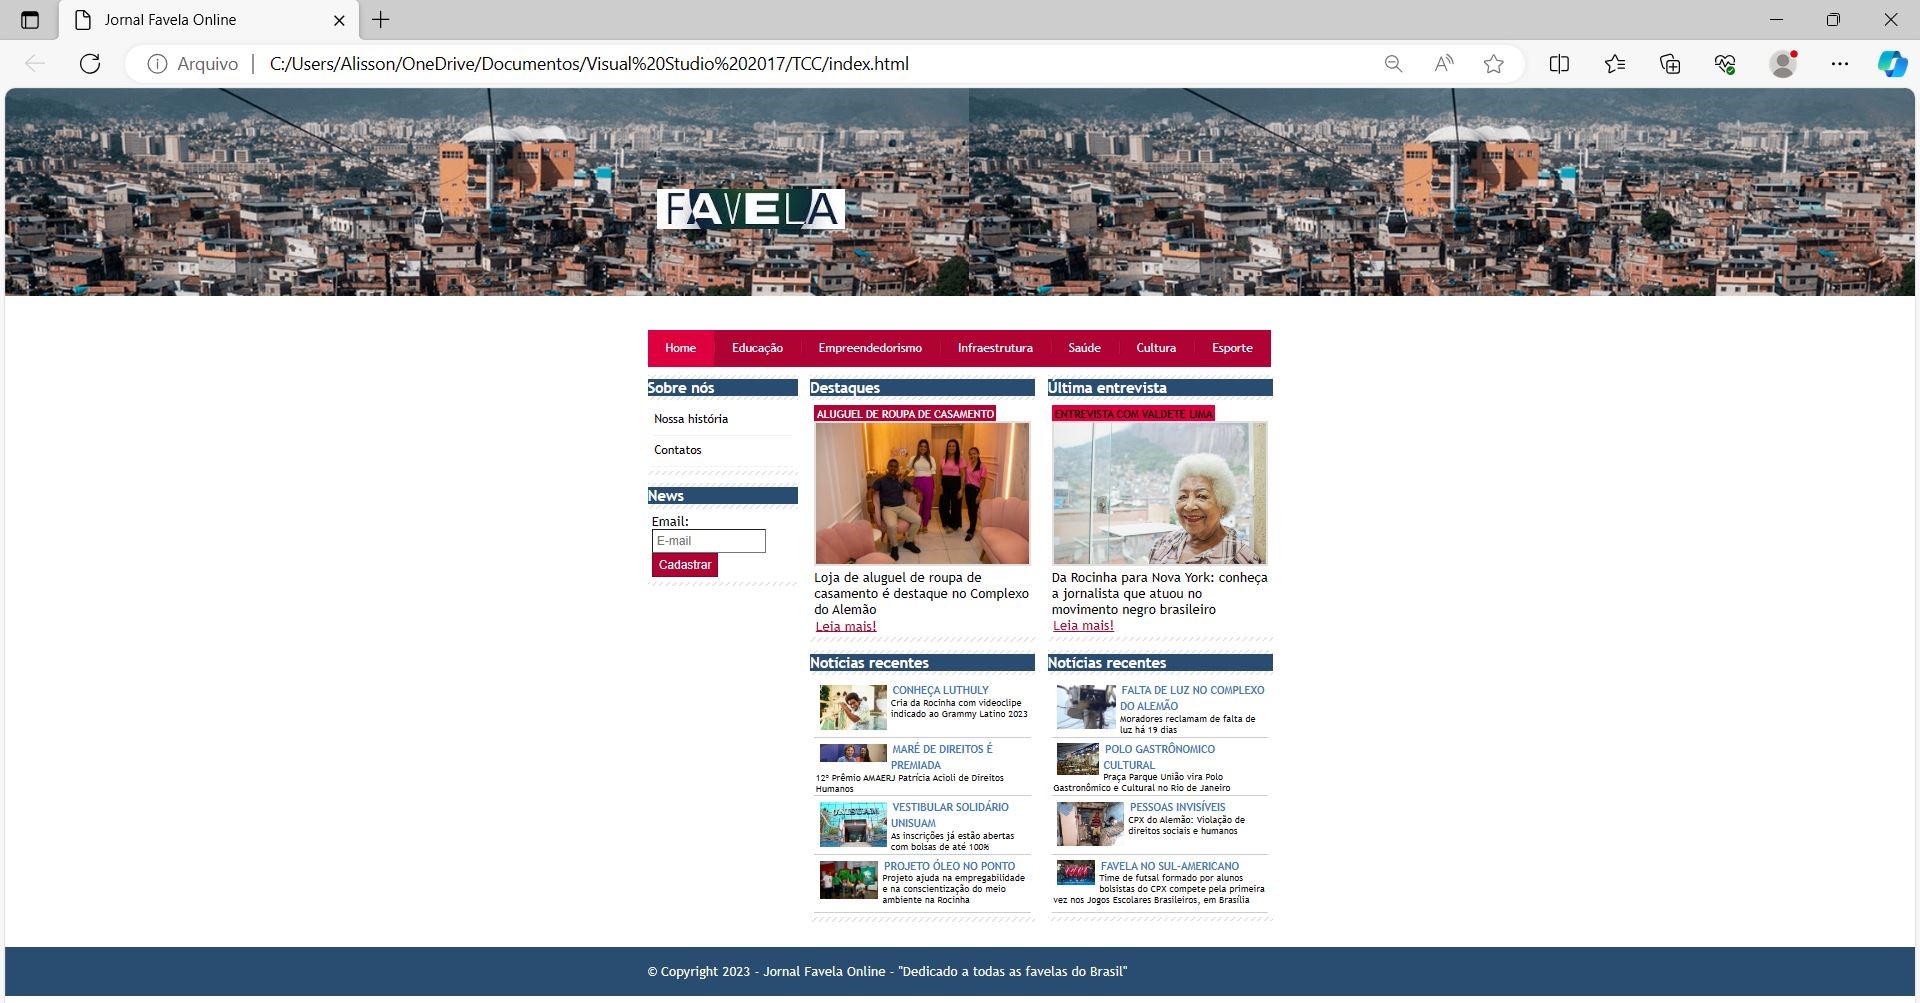 Jornal Favela Online
Arquivo
C:/Users/Alisson/OneDrive/Documentos/Visual%20Studio%202017/TCC/index.html
FAVELA
Home
Educação
Empreendedorismo
Infraestrutura
Saúde
Cultura
Esporte
Sobre nós
Nossa história
Contatos
News
Email:
E-mail
Cadastrar
Destaques
ALUGUEL DE ROUPA DE CASAMENTO
Loja de aluguel de roupa de
casamento é destaque no Complexo
do Alemão
Leia mais!
Última entrevista
ENTREVISTA COM VALDETE LIMA
Da Rocinha para Nova York: conheça
a jornalista que atuou no
movimento negro brasileiro
Leia mais!
Notícias recentes
CONHEÇA LUTHULY
Cria da Rocinha com videoclipe
indicado ao Grammy Latino 2023
MARÉ DE DIREITOS É
PREMIADA
12º Prêmio AMAERJ Patrícia Acioli de Direitos
Humanos
UNISUAM
VESTIBULAR SOLIDÁRIO
UNISUAM
As inscrições já estão abertas
com bolsas de até 100%
PROJETO ÓLEO NO PONTO
Projeto ajuda na empregabilidade
e na conscientização do meio
ambiente na Rocinha
Notícias recentes
FALTA DE LUZ NO COMPLEXO
DO ALEMÃO
Moradores reclamam de falta de
luz há 19 dias
POLO GASTRÔNOMICO
CULTURAL
Praça Parque União vira Polo
Gastronômico e Cultural no Rio de Janeiro
PESSOAS INVISÍVEIS
CPX do Alemão: Violação de
direitos sociais e humanos
FAVELA NO SUL-AMERICANO
Time de futsal formado por alunos
bolsistas do CPX compete pela primeira
vez nos Jogos Escolares Brasileiros, em Brasília
© Copyright 2023 - Jornal Favela Online - "Dedicado a todas as favelas do Brasil"